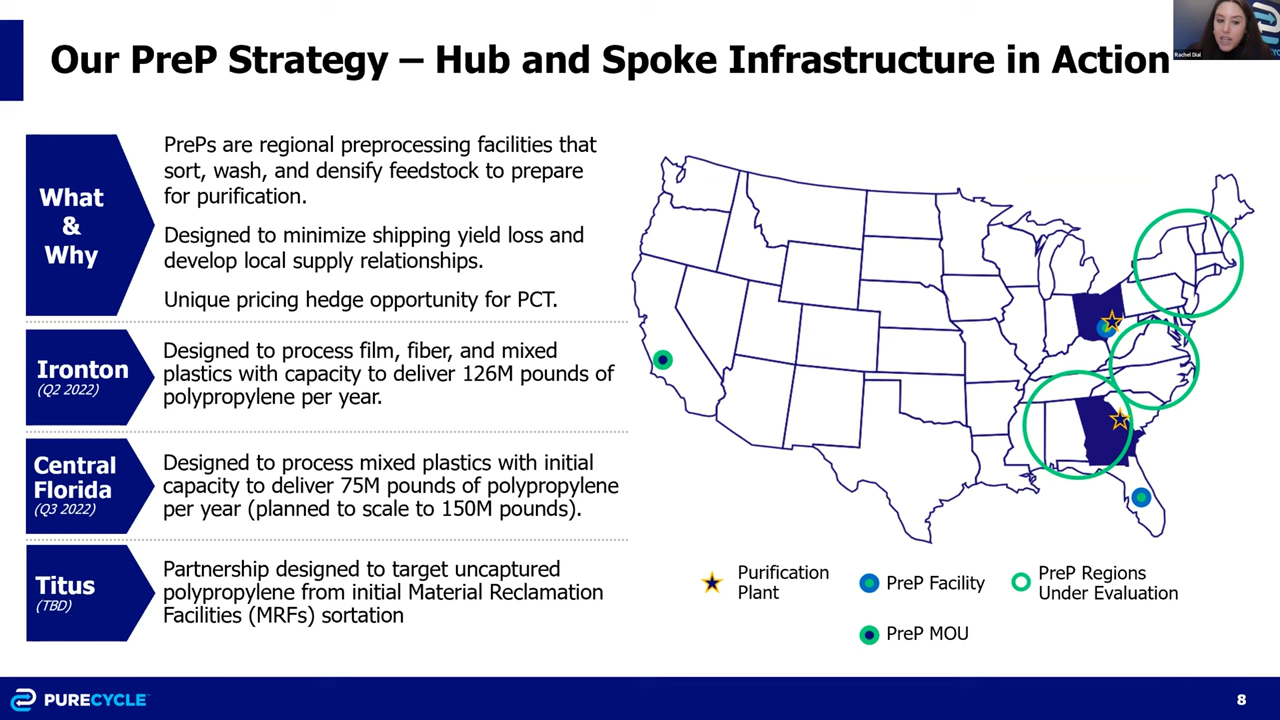 Our PreP Strategy – Hub and Spoke Infrastructure in Action
Rachel Dial
What
&
Why
PrePs are regional preprocessing facilities that
sort, wash, and densify feedstock to prepare
for purification.
Designed to minimize shipping yield loss and
develop local supply relationships.
Unique pricing hedge opportunity for PCT.
Ironton
(Q2 2022)
Designed to process film, fiber, and mixed
plastics with capacity to deliver 126M pounds of
polypropylene per year.
Central
Florida
(Q3 2022)
Designed to process mixed plastics with initial
capacity to deliver 75M pounds of polypropylene
per year (planned to scale to 150M pounds).
Titus
(TBD)
Partnership designed to target uncaptured
polypropylene from initial Material Reclamation
Facilities (MRFs) sortation
Purification
Plant
PreP Facility
PreP Regions
Under Evaluation
PreP MOU
PURECYCLE
8